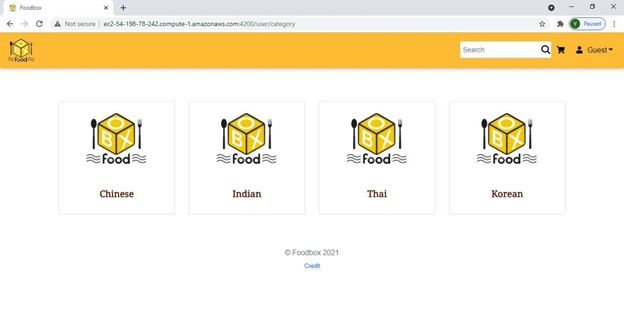 Foodbox
Not secure | ec2-54-198-78-242.compute-1.amazonaws.com:4200/user/category
Y Paused
food
Search
Guest
BOX
food
BOX
food
BOX
food
BOX
food
Chinese
Indian
Thai
Korean
© Foodbox 2021
Credit